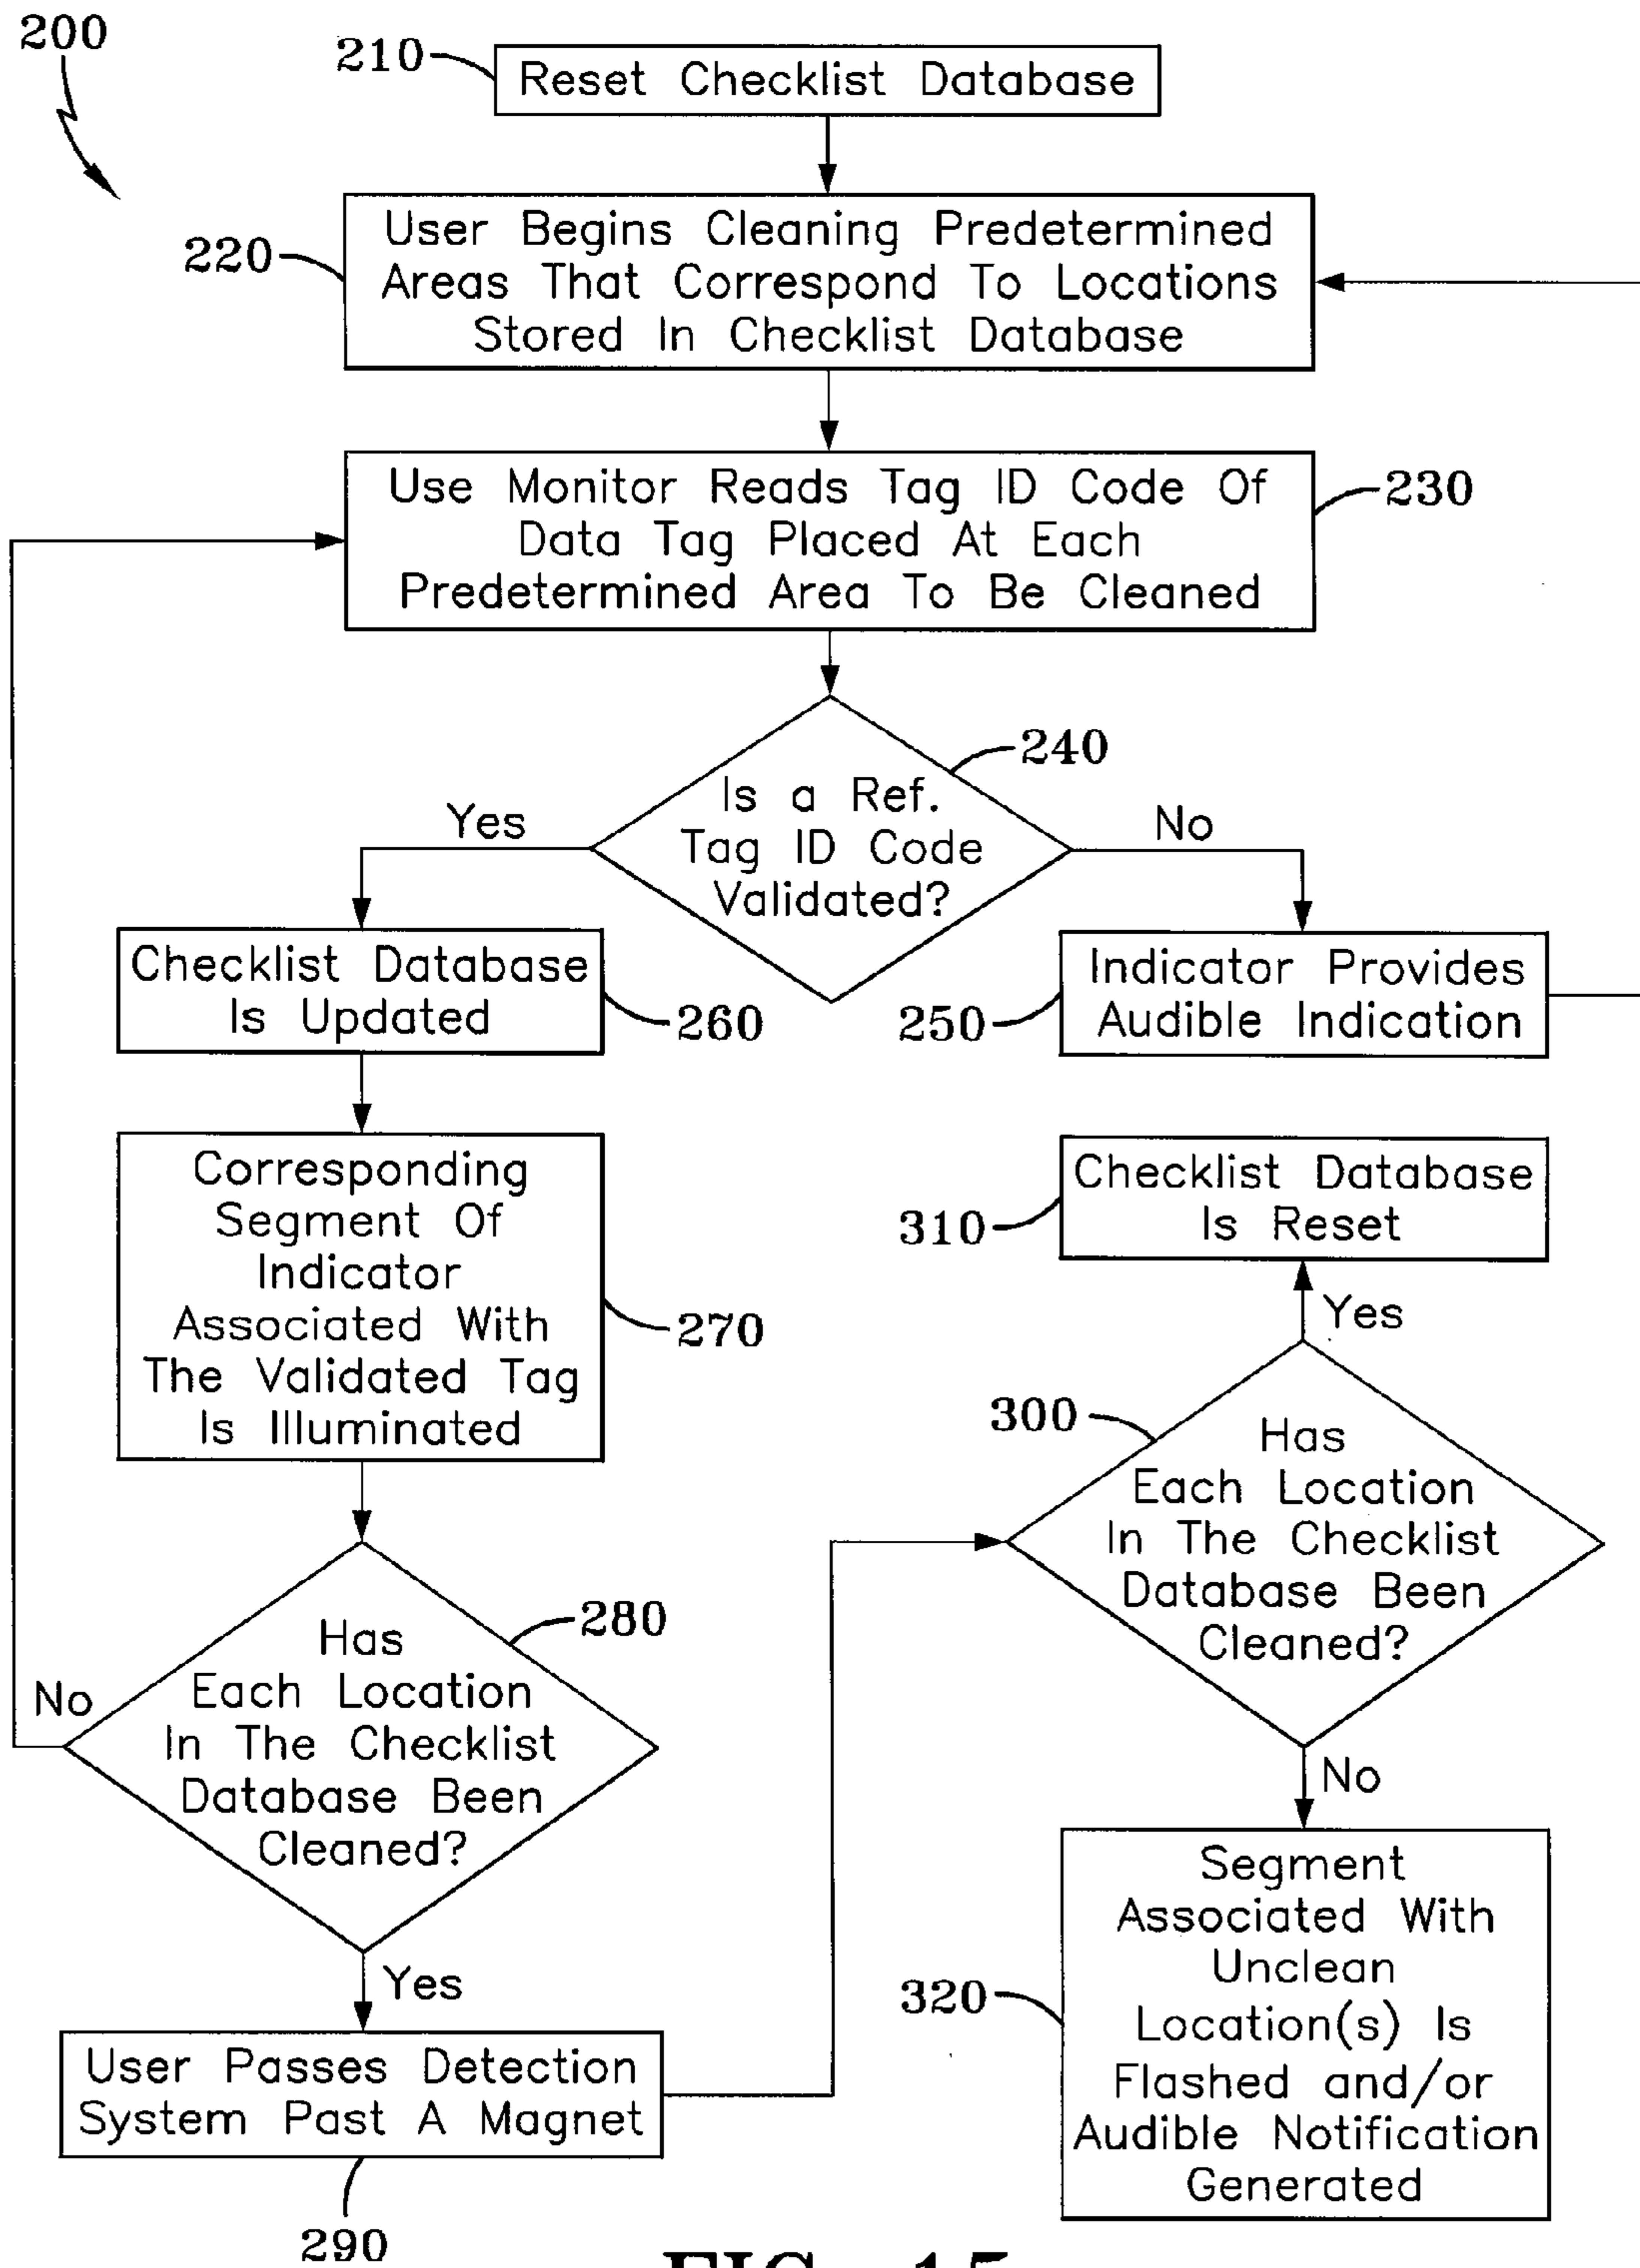 200
210
Reset Checklist Database
220
User Begins Cleaning Predetermined
Areas That Correspond To Locations
Stored In Checklist Database
Use Monitor Reads Tag ID Code Of
Data Tag Placed At Each
Predetermined Area To Be Cleaned
230
240
Is a Ref.
Tag ID Code
Validated?
Yes
No
Checklist Database
Is Updated
260
250
Indicator Provides
Audible Indication
Corresponding
Segment Of
Indicator
Associated With
The Validated Tag
Is Illuminated
270
310
Checklist Database
Is Reset
Yes
300
Has
Each Location
In The Checklist
Database Been
Cleaned?
No
280
Has
Each Location
In The Checklist
Database Been
Cleaned?
No
Yes
320
Segment
Associated With
Unclean
Location(s) Is
Flashed and/or
Audible Notification
Generated
User Passes Detection
System Past A Magnet
290